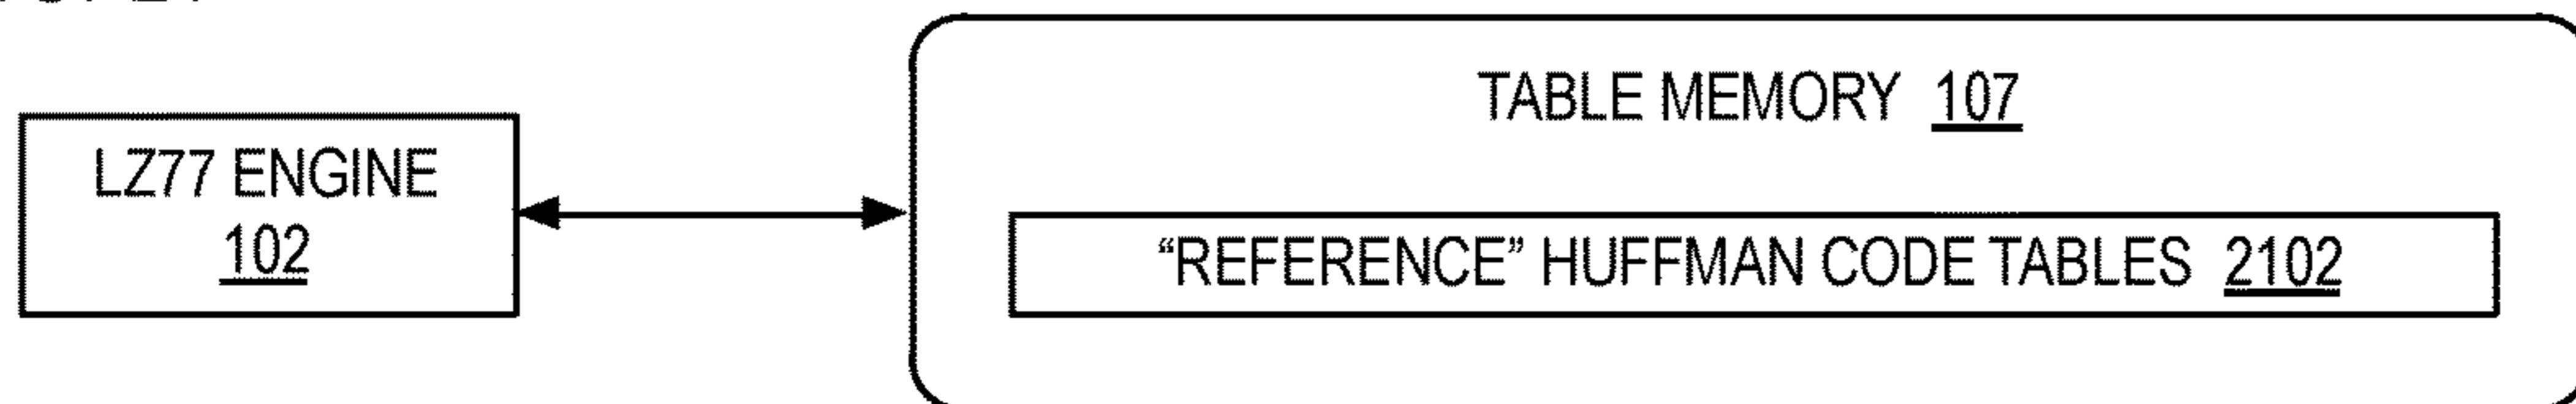 TABLE MEMORY 107
LZ77 ENGINE
102
“REFERENCE” HUFFMAN CODE TABLES 2102